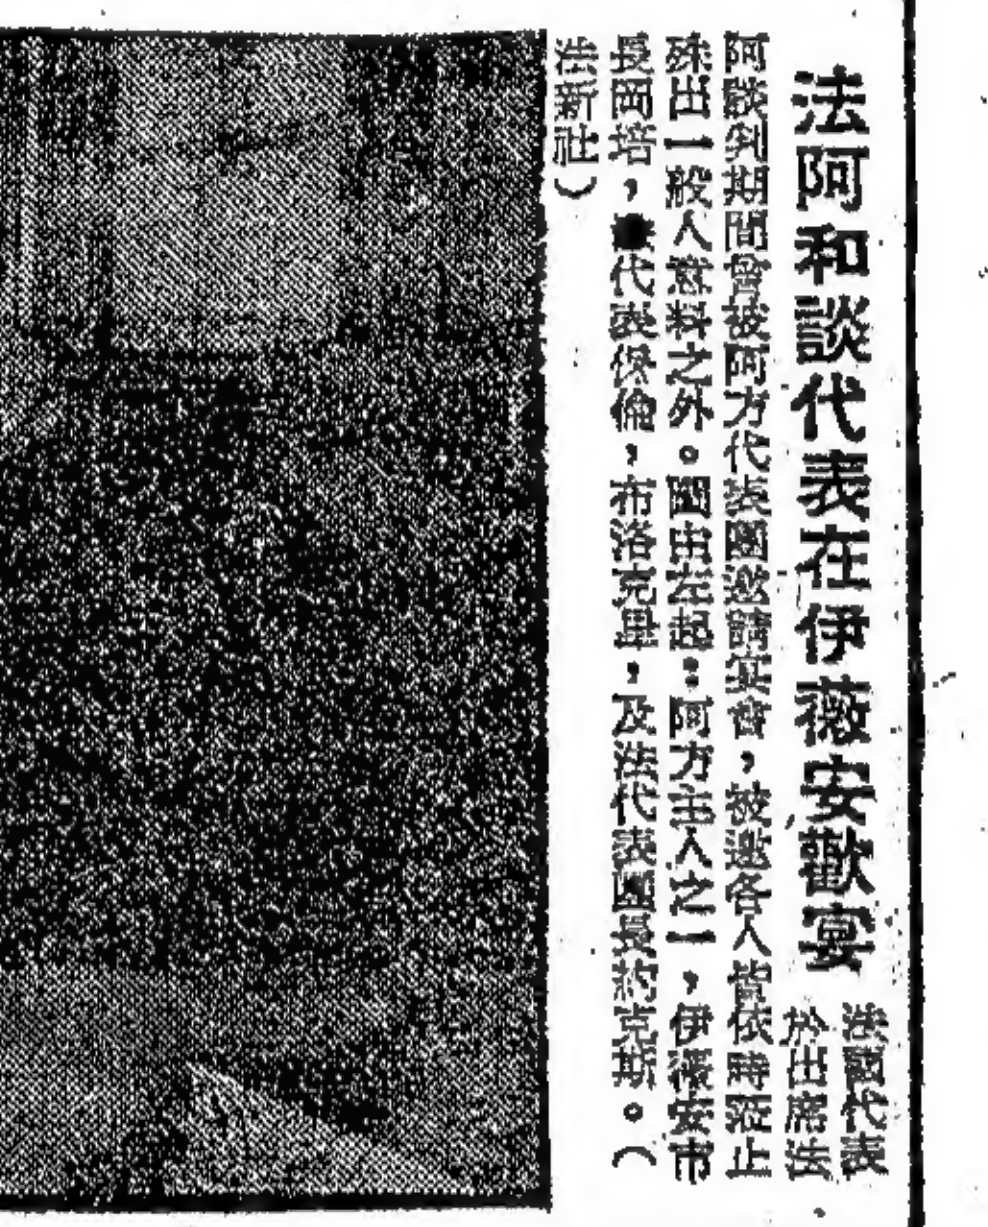 法阿和談代表在伊薇安歡宴
法國代表
於出席法
阿談判期間曾被阿方代表團邀請宴會,被邀各人皆依時蒞止
殊出一般人意料之外。圖由左起:阿方主人之一,伊薇安市
長岡培,代表保倫,布洛克里,及法代表團長約克斯。(
法新社)